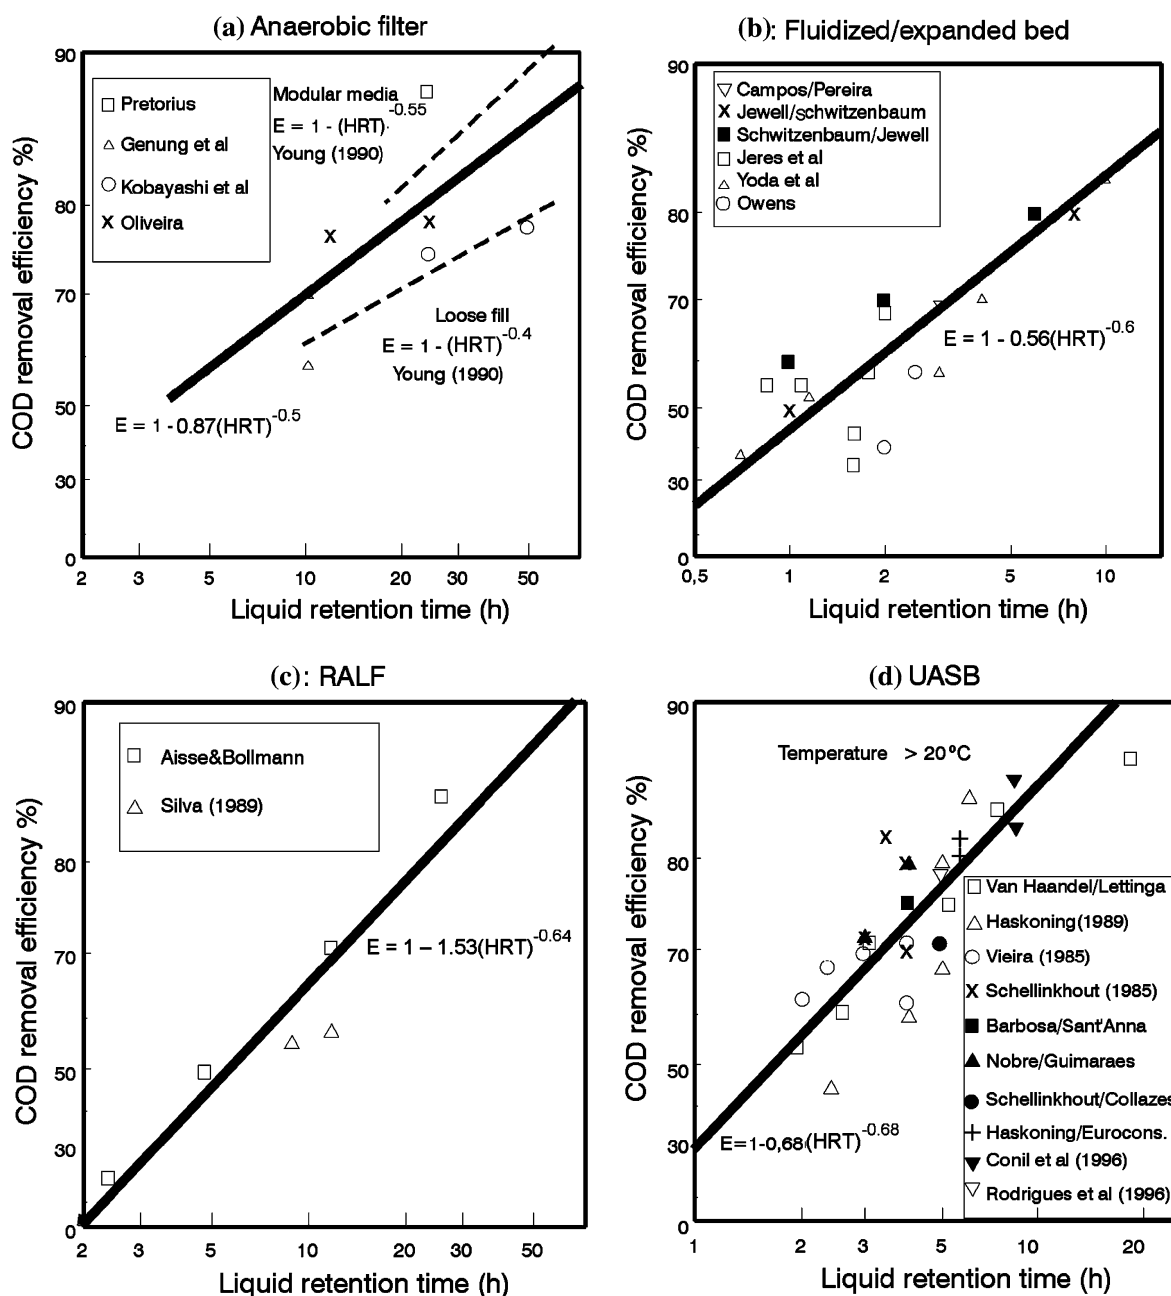 (a) Anaerobic filter
90
80
70
50
30
0
COD removal efficiency %)
Pretorius
Genung et al
Kobayashi et al
Oliveira
Modular media
E = 1 - (HRT)-0.55
Young (1990)
Loose fill
E = 1 - (HRT)-0.4
Young (1990)
E = 1 - 0.87(HRT)-0.5
2 3 5 10 20 30 50
Liquid retention time (h)
(b): Fluidized/expanded bed
90
80
70
50
30
0
COD removal efficiency %)
Campos/Pereira
Jewell/schwitzenbaum
Schwitzenbaum/Jewell
Jeres et al
Yoda et al
Owens
E = 1 - 0.56(HRT)-0.6
0,5 1 2 5 10
Liquid retention time (h)
(c): RALF
90
80
70
50
30
0
COD removal efficiency %)
Aisse&Bollmann
Silva (1989)
E = 1 - 1.53(HRT)-0.64
2 3 5 10 20 30 50
Liquid retention time (h)
(d) UASB
90
80
70
50
30
0
COD removal efficiency %)
Temperature > 20°C
Van Haandel/Lettinga
Haskoning(1989)
Vieira (1985)
Schellinkhout (1985)
Barbosa/Sant'Anna
Nobre/Guimaraes
Schellinkhout/Collazes
Haskoning/Eurocons.
Conil et al (1996)
Rodrigues et al (1996)
E=1-0,68(HRT)-0.68
1 2 3 5 10 20
Liquid retention time (h)